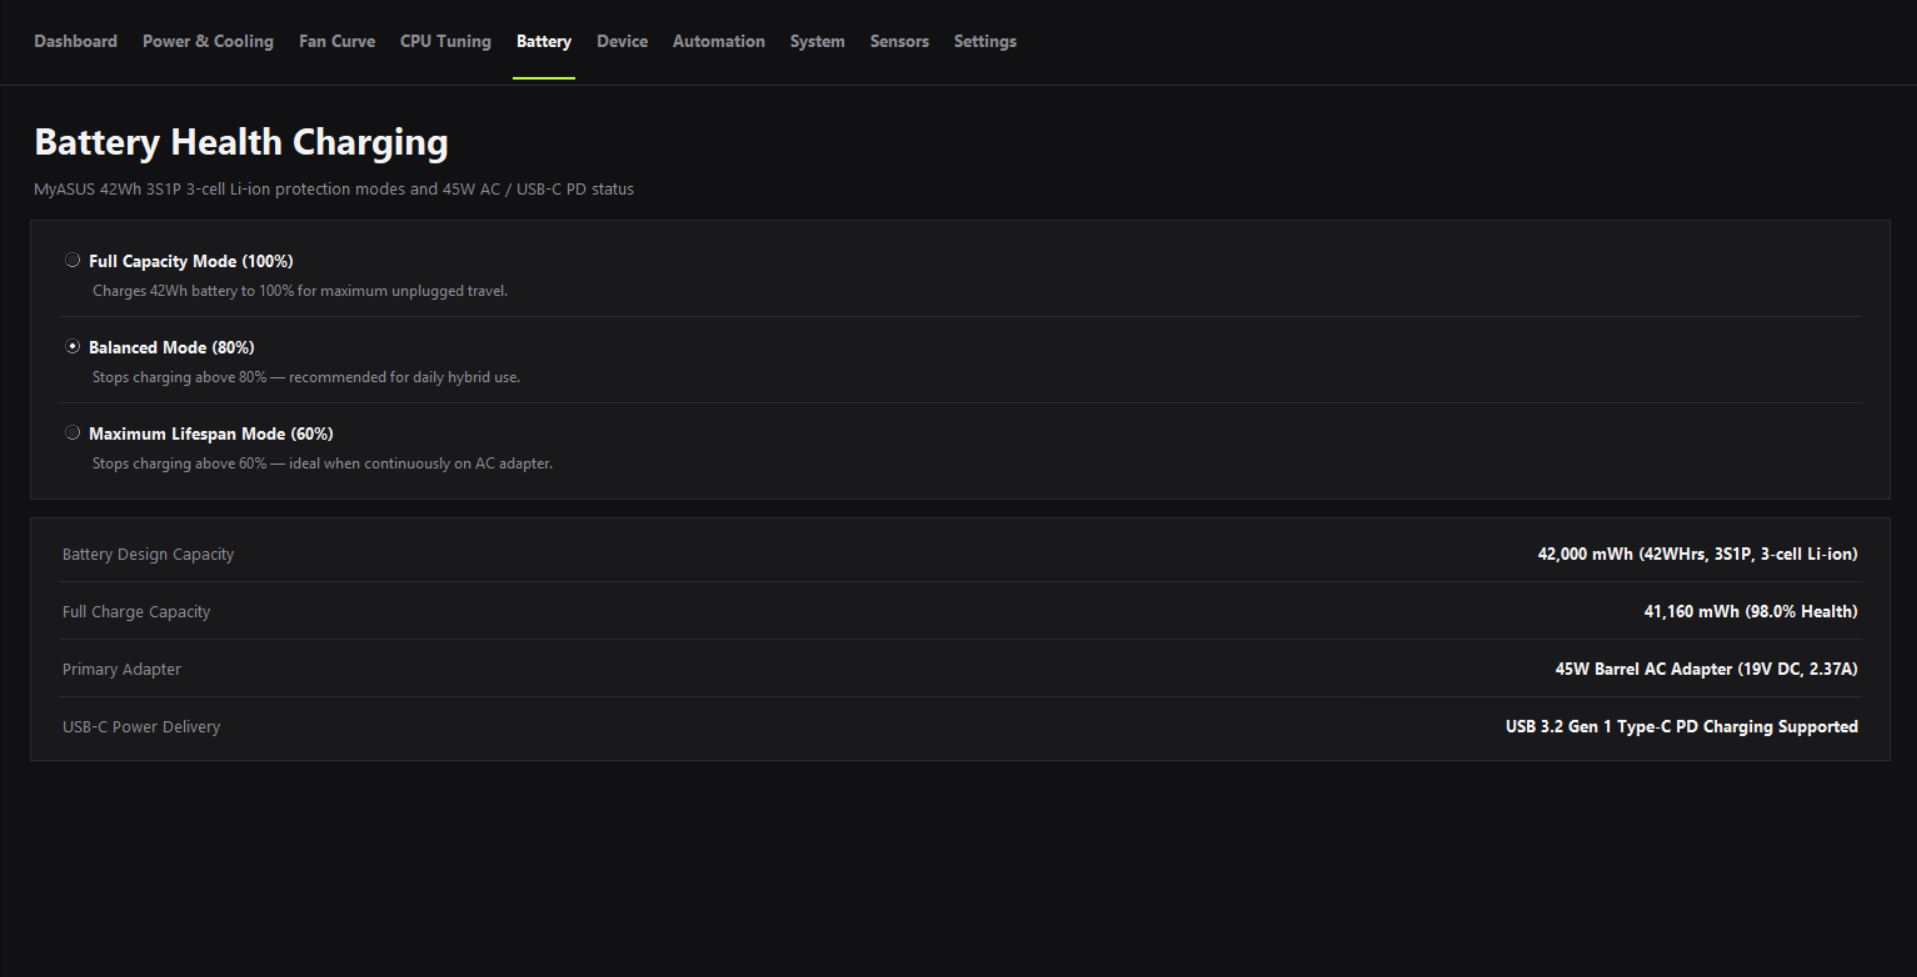 Dashboard Power & Cooling Fan Curve CPU Tuning Battery Device Automation System Sensors Settings
Battery Health Charging
MyASUS 42Wh 3S1P 3-cell Li-ion protection modes and 45W AC / USB-C PD status
Full Capacity Mode (100%)
Charges 42Wh battery to 100% for maximum unplugged travel.
Balanced Mode (80%)
Stops charging above 80% — recommended for daily hybrid use.
Maximum Lifespan Mode (60%)
Stops charging above 60% — ideal when continuously on AC adapter.
Battery Design Capacity 42,000 mWh (42WHrs, 3S1P, 3-cell Li-ion)
Full Charge Capacity 41,160 mWh (98.0% Health)
Primary Adapter 45W Barrel AC Adapter (19V DC, 2.37A)
USB-C Power Delivery USB 3.2 Gen 1 Type-C PD Charging Supported